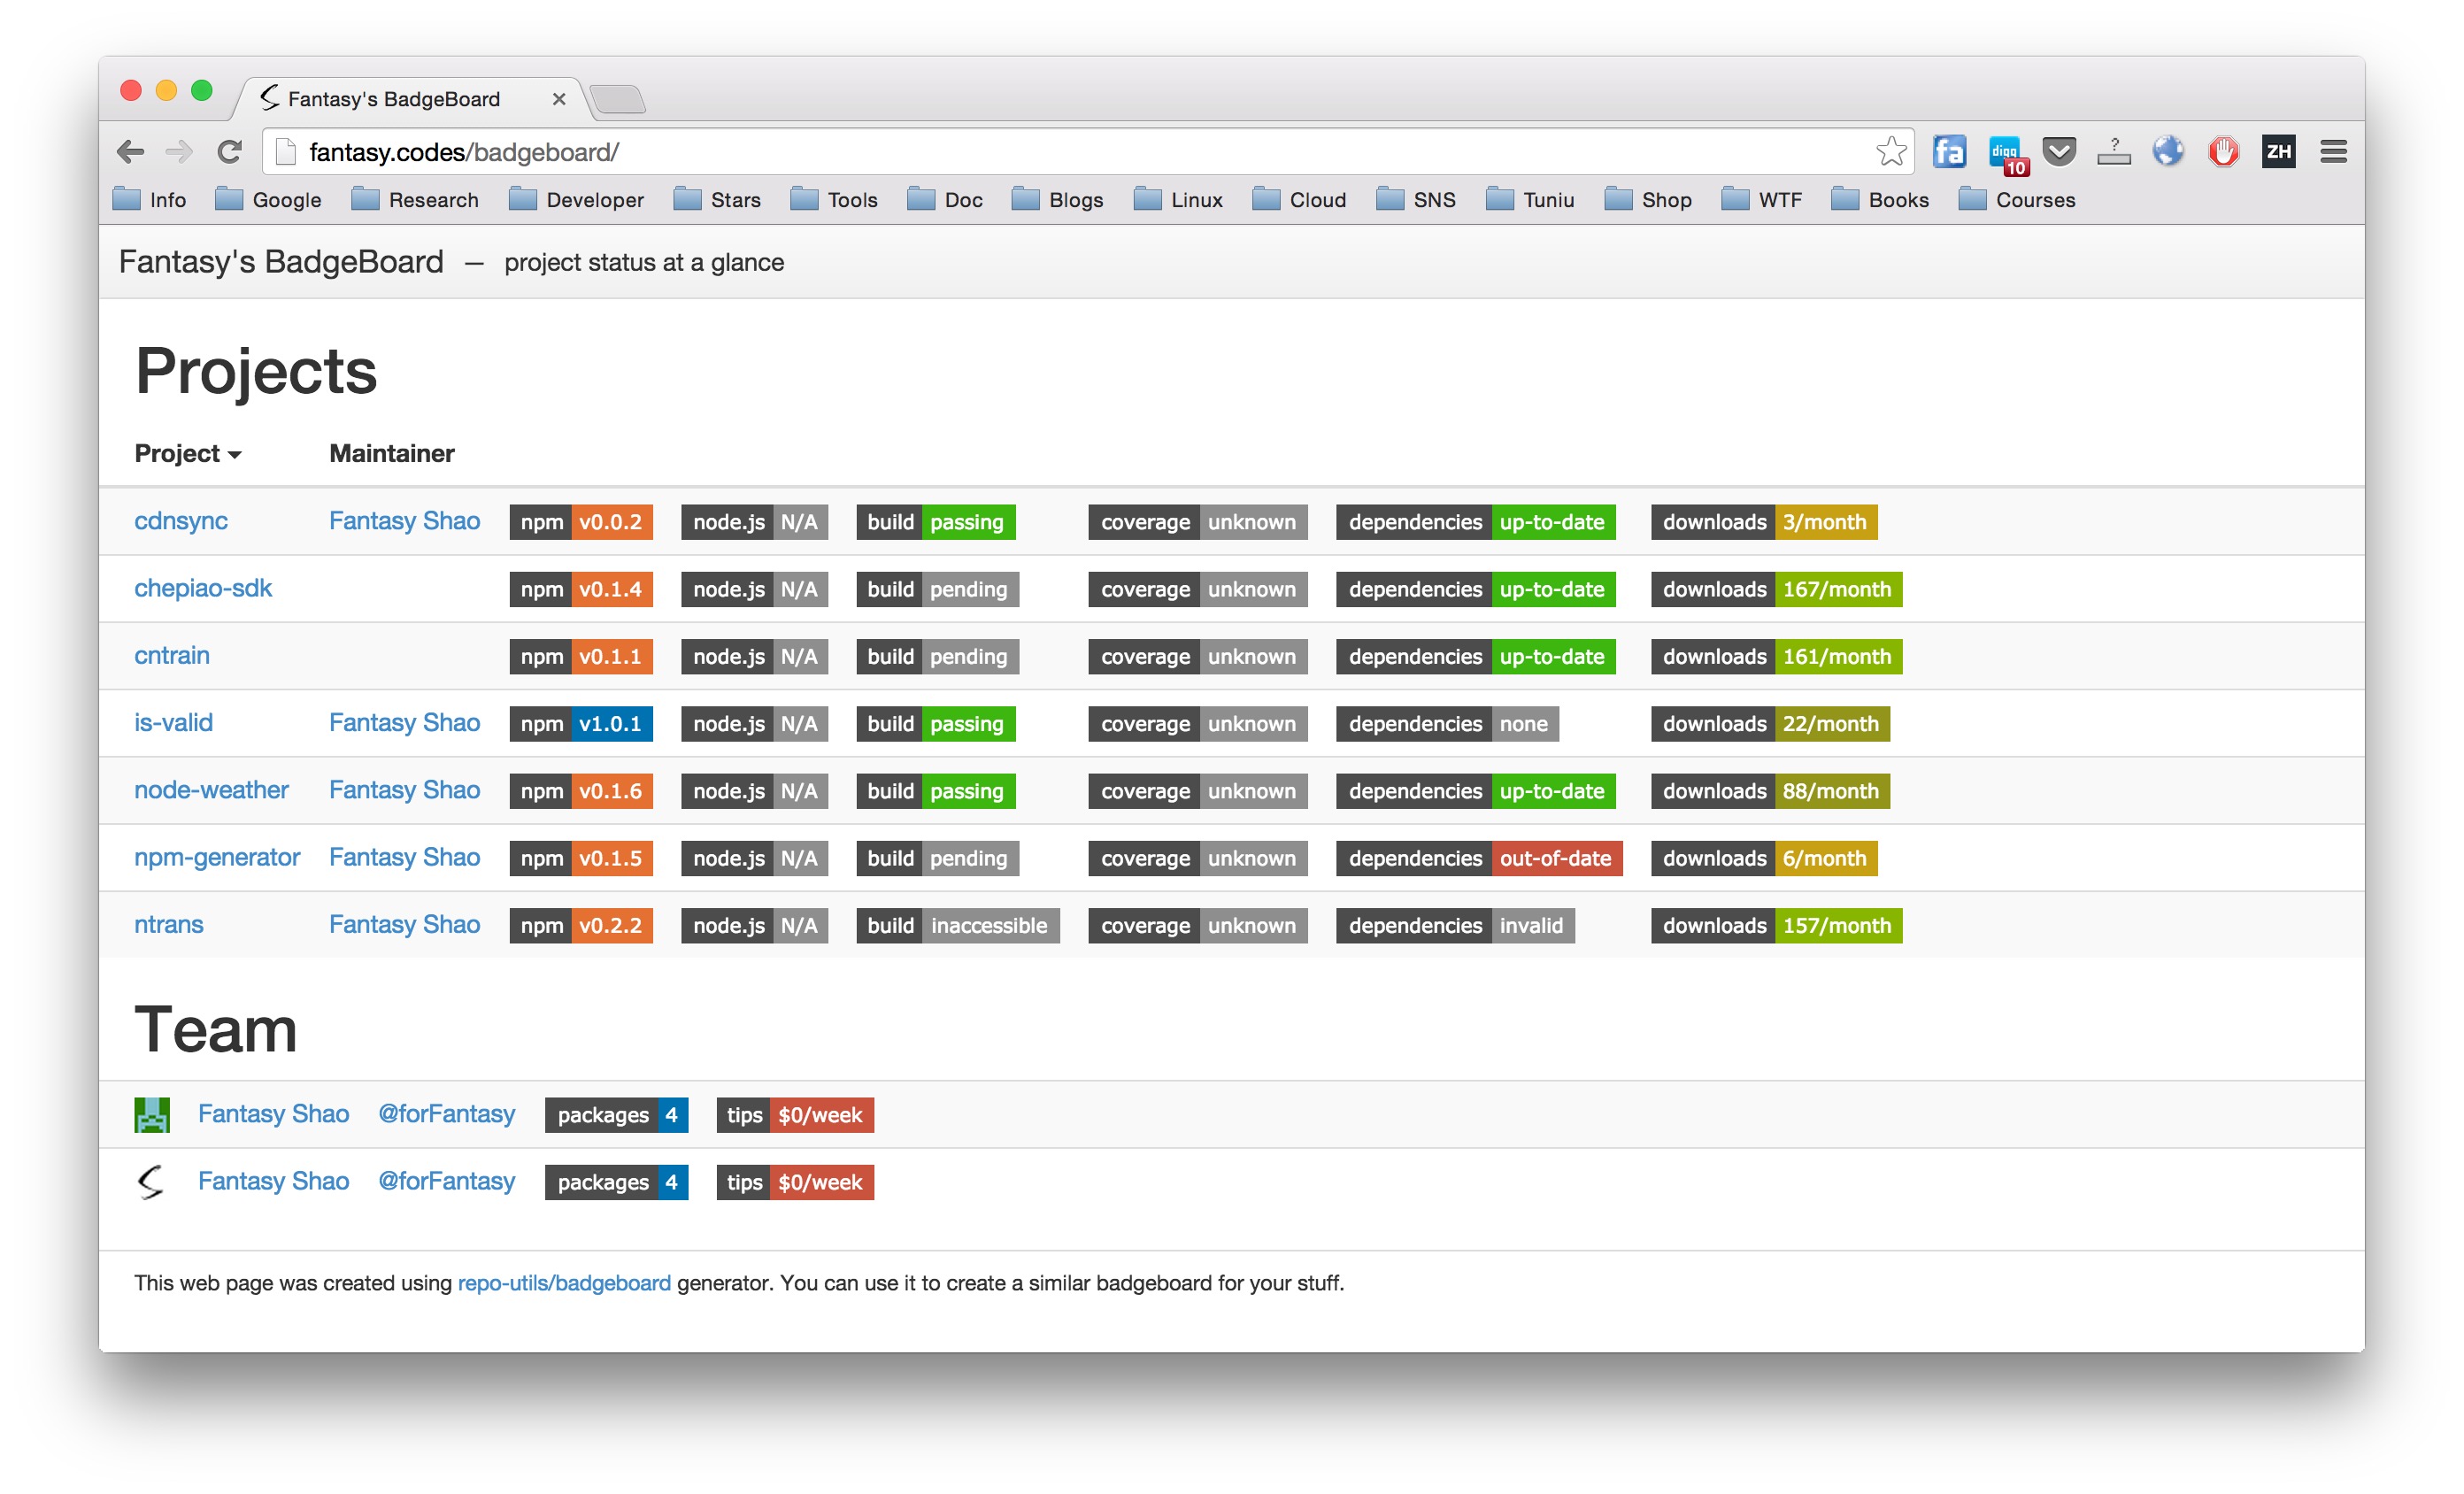 Fantasy's BadgeBoard
fantasy.codes/badgeboard/ fa digg 10 ? ZH
Info Google Research Developer Stars Tools Doc Blogs Linux Cloud SNS Tuniu Shop WTF Books Courses
Fantasy's BadgeBoard — project status at a glance
Projects
Project Maintainer
cdnsync Fantasy Shao npm v0.0.2 node.js N/A build passing coverage unknown dependencies up-to-date downloads 3/month
chepiao-sdk npm v0.1.4 node.js N/A build pending coverage unknown dependencies up-to-date downloads 167/month
cntrain npm v0.1.1 node.js N/A build pending coverage unknown dependencies up-to-date downloads 161/month
is-valid Fantasy Shao npm v1.0.1 node.js N/A build passing coverage unknown dependencies none downloads 22/month
node-weather Fantasy Shao npm v0.1.6 node.js N/A build passing coverage unknown dependencies up-to-date downloads 88/month
npm-generator Fantasy Shao npm v0.1.5 node.js N/A build pending coverage unknown dependencies out-of-date downloads 6/month
ntrans Fantasy Shao npm v0.2.2 node.js N/A build inaccessible coverage unknown dependencies invalid downloads 157/month
Team
Fantasy Shao @forFantasy packages 4 tips $0/week
Fantasy Shao @forFantasy packages 4 tips $0/week
This web page was created using repo-utils/badgeboard generator. You can use it to create a similar badgeboard for your stuff.